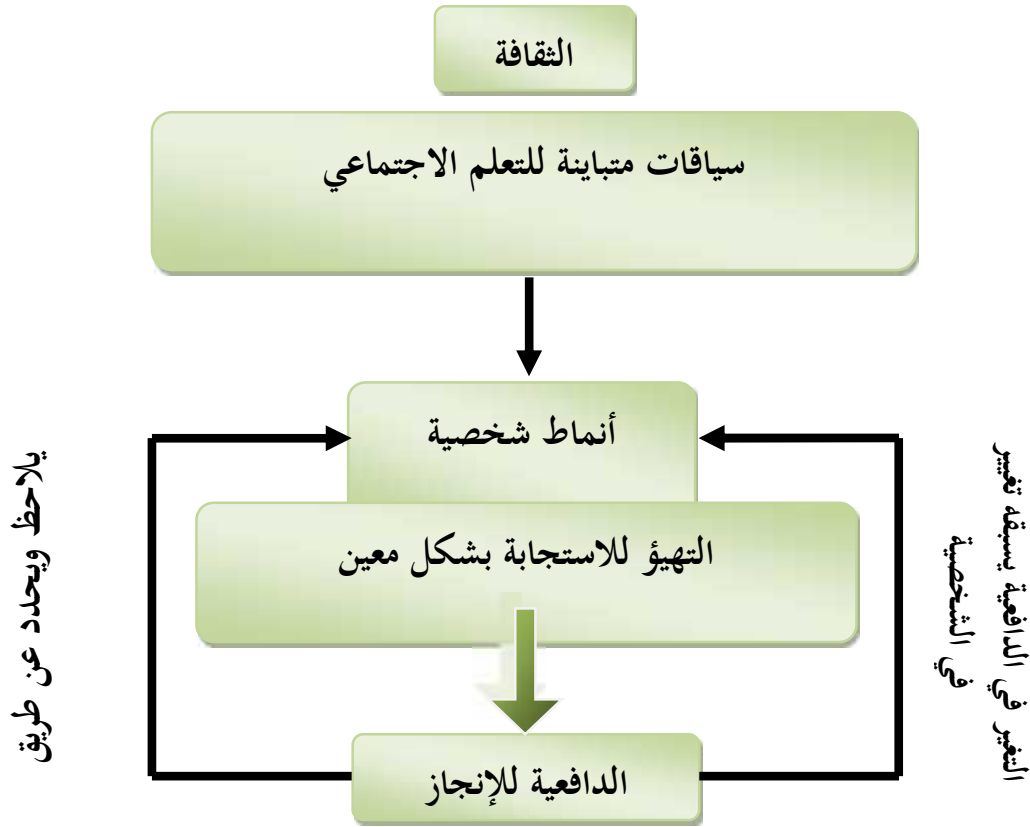 الثقافة
سياقات متباينة للتعلم الاجتماعي
أنماط شخصية
التهيؤ للاستجابة بشكل معين
الدافعية للإنجاز
التغير في الدافعية يسبقه تغيير
في الشخصية
يلاحظ ويحدد عن طريق